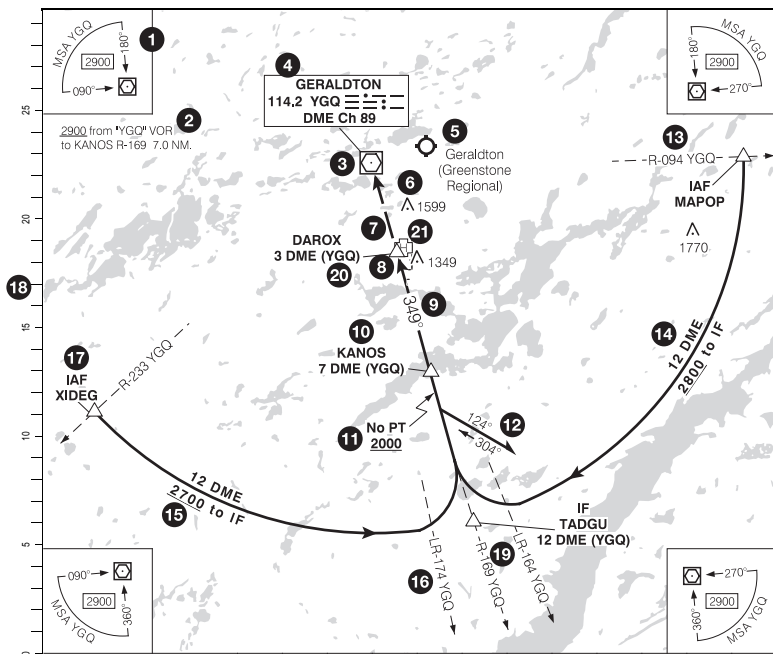 MSA YGQ
2900
180°
090°
1
2
2900 from "YGQ" VOR
to KANOS R-169 7.0 NM.
4
GERALDTON
114.2 YGQ
DME Ch 89
3
5
Geraldton
(Greenstone
Regional)
6
1599
MSA YGQ
2900
180°
270°
13
R-094 YGQ
IAF
MAPOP
1770
7
21
DAROX
3 DME (YGQ)
20
8
1349
9
349°
10
KANOS
7 DME (YGQ)
14
12 DME
2800 to IF
18
17
IAF
XIDEG
R-233 YGQ
11
No PT
2000
12
124°
304°
12 DME
2700 to IF
15
IF
TADGU
12 DME (YGQ)
16
LR-174 YGQ
19
R-169 YGQ
LR-164 YGQ
090°
360°
2900
MSA YGQ
270°
360°
2900
MSA YGQ
25
20
15
10
5
0